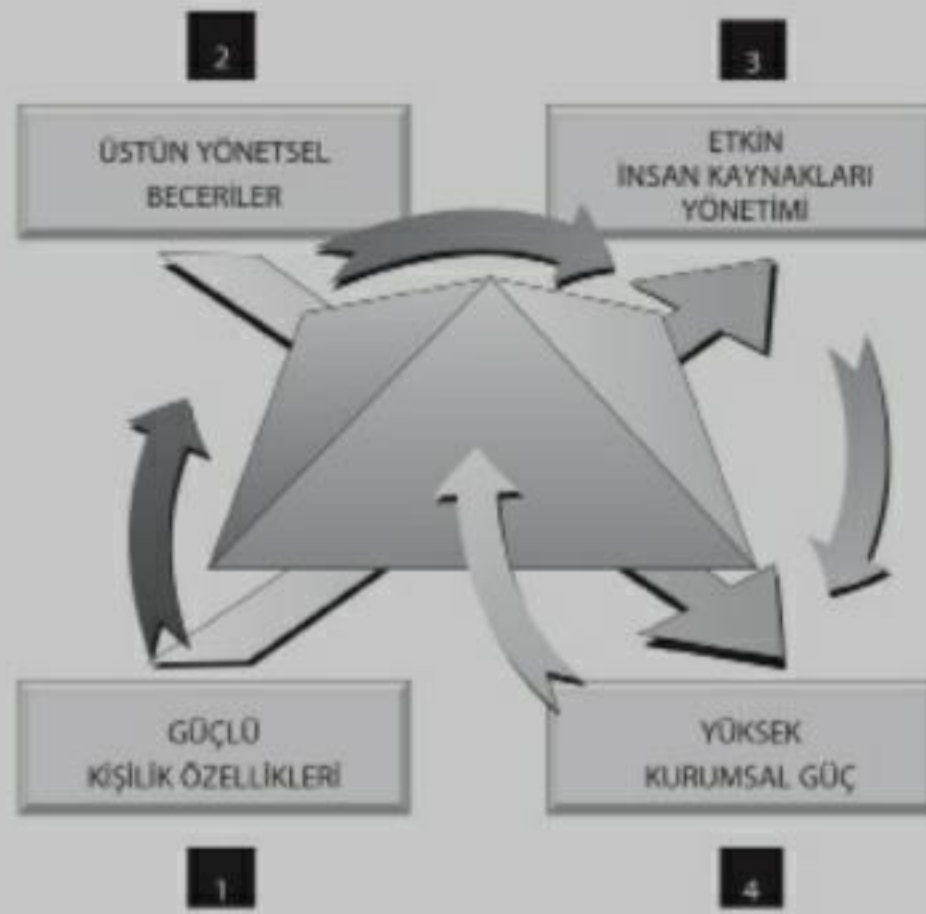 2
3
ÜSTÜN YÖNETSEL
BECERİLER
ETKİN
İNSAN KAYNAKLARI
YÖNETİMİ
GÜÇLÜ
KİŞİLİK ÖZELLİKLERİ
YÜKSEK
KURUMSAL GÜÇ
1
4